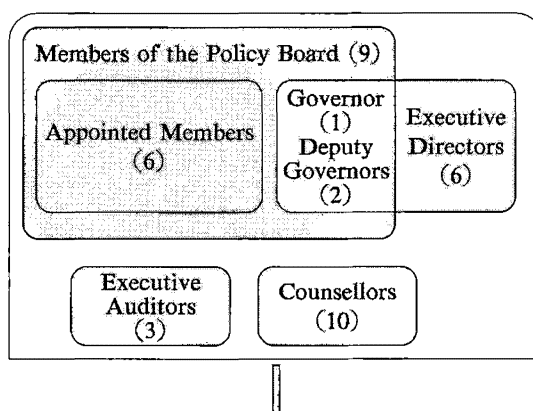 Members of the Policy Board (9)
Appointed Members
(6)
Governor
(1)
Deputy
Governors
(2)
Executive
Directors
(6)
Executive
Auditors
(3)
Counsellors
(10)